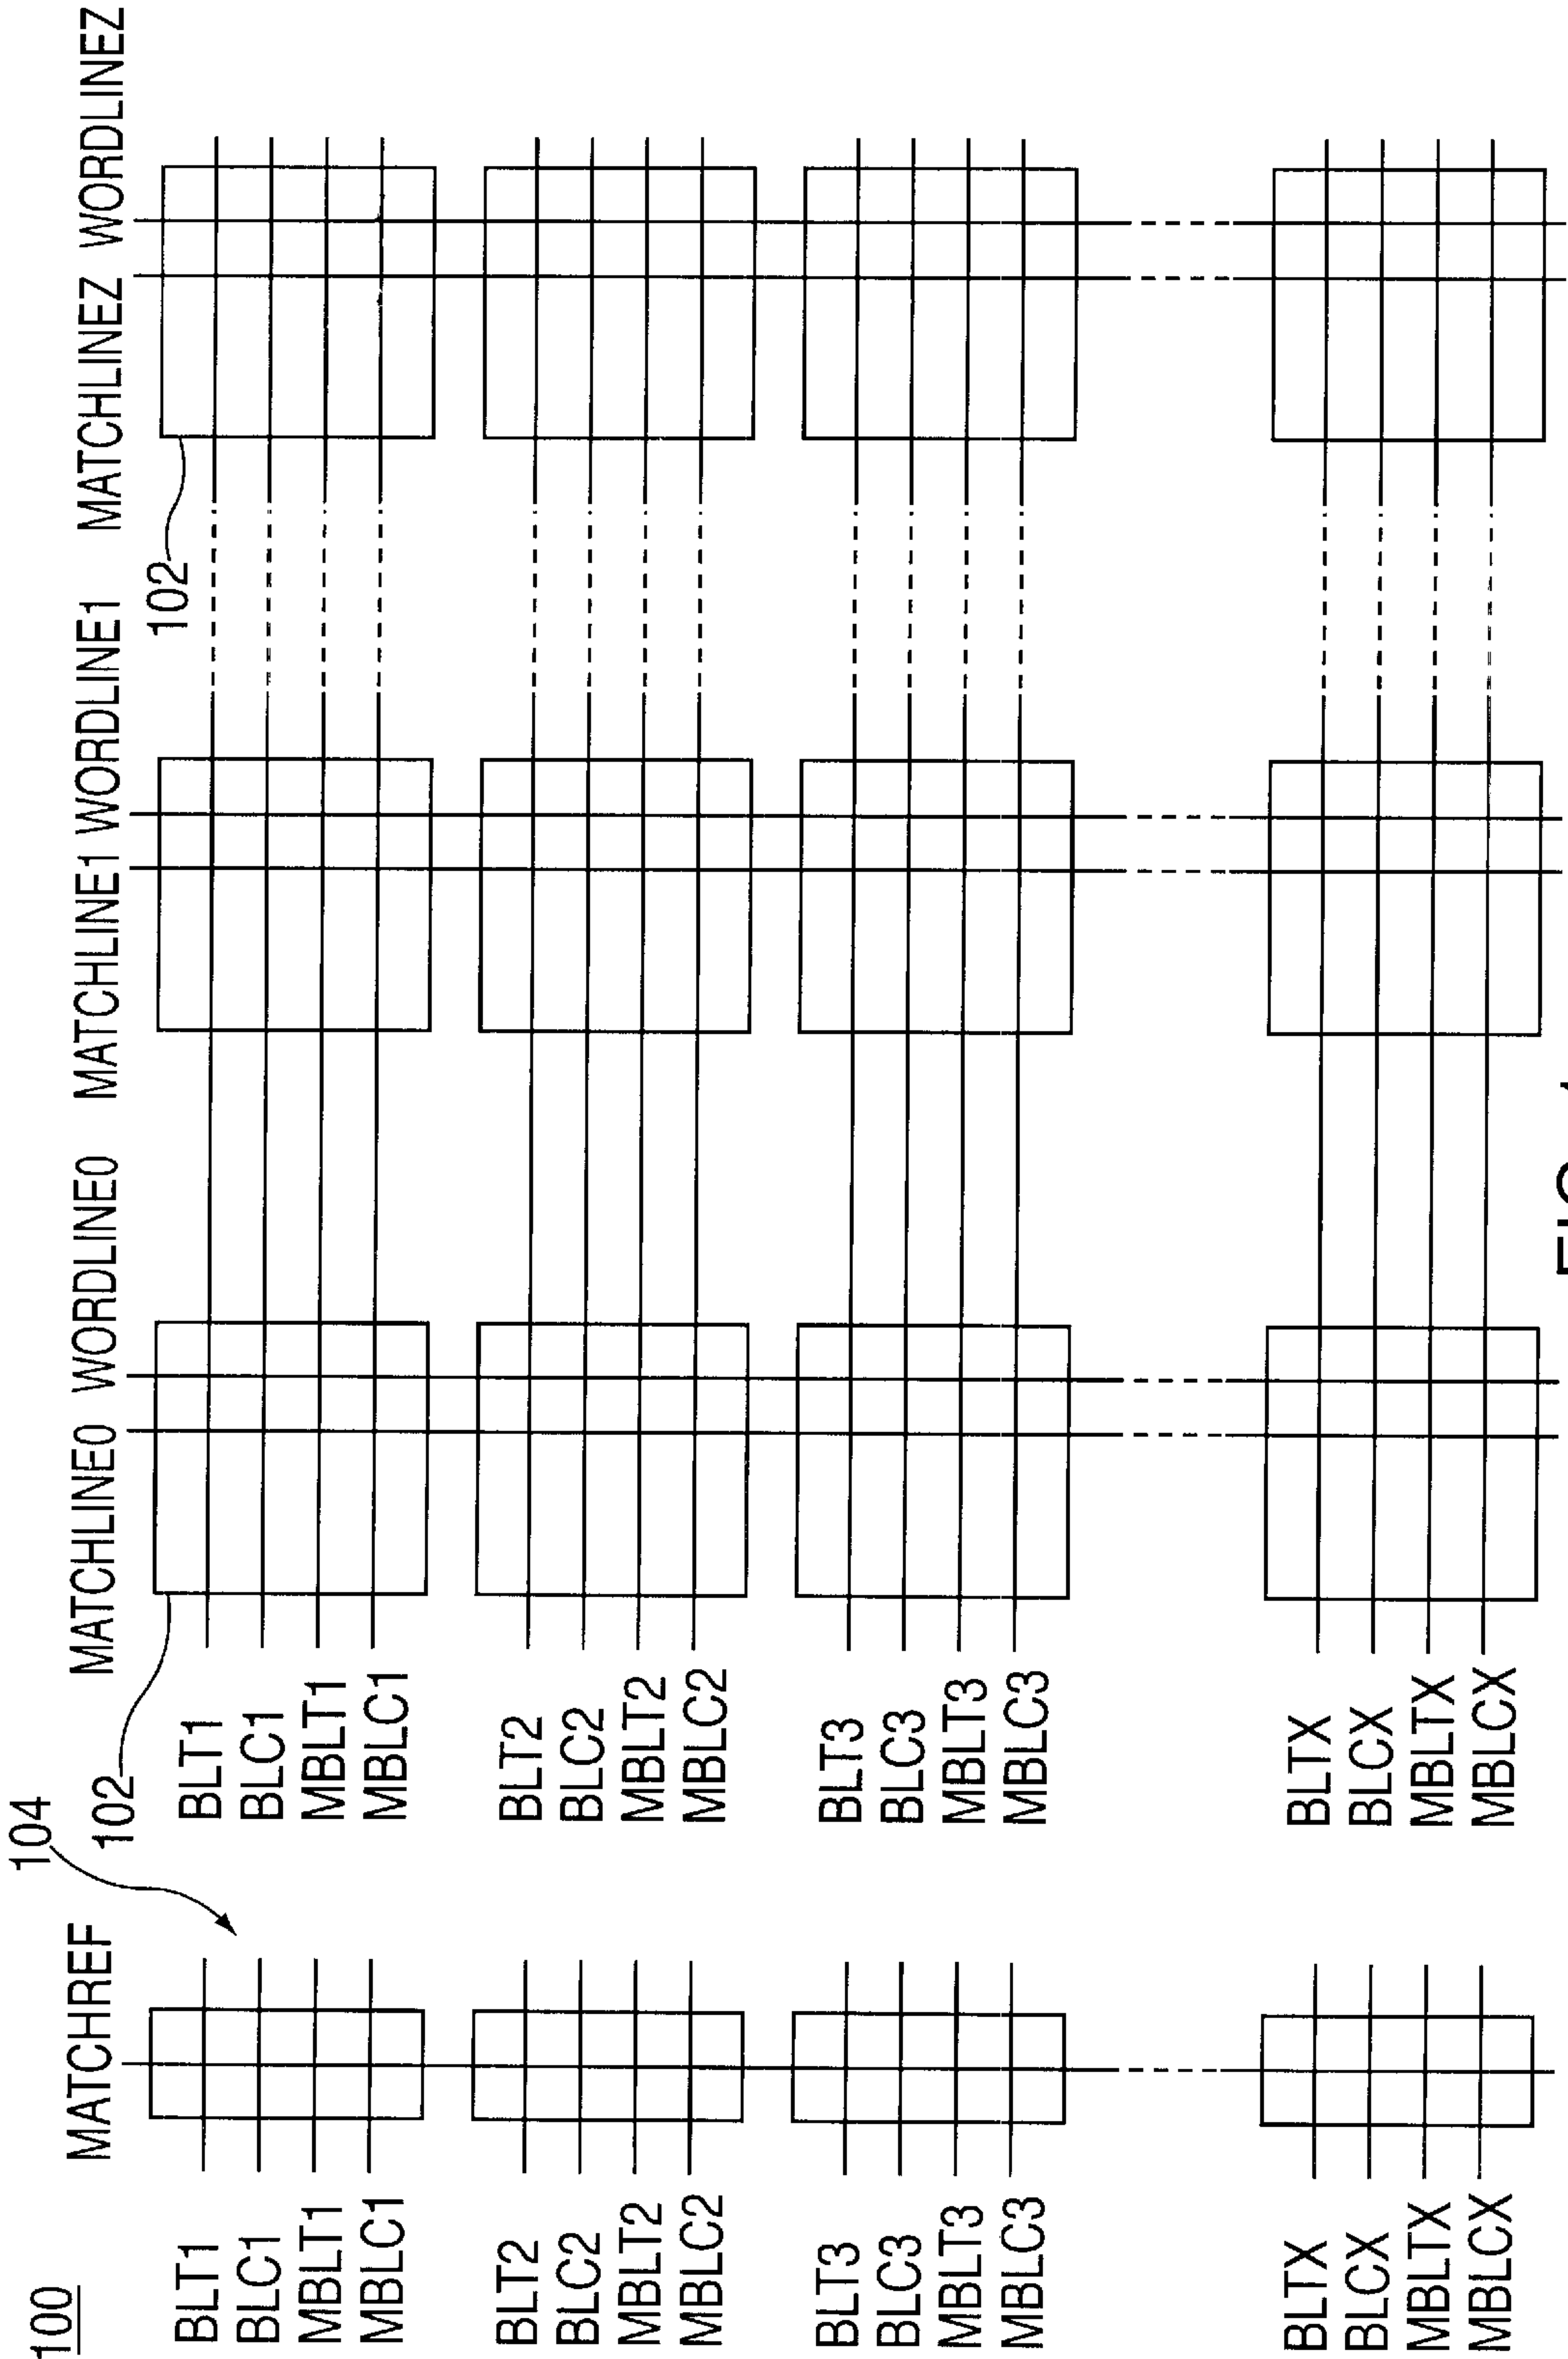 100
104
MATCHREF
MATCHLINE0 WORDLINE0 MATCHLINE1 WORDLINE1 MATCHLINEZ WORDLINEZ
102
102
BLT1
BLC1
MBLT1
MBLC1
BLT1
BLC1
MBLT1
MBLC1
BLT2
BLC2
MBLT2
MBLC2
BLT2
BLC2
MBLT2
MBLC2
BLT3
BLC3
MBLT3
MBLC3
BLT3
BLC3
MBLT3
MBLC3
BLTX
BLCX
MBLTX
MBLCX
BLTX
BLCX
MBLTX
MBLCX